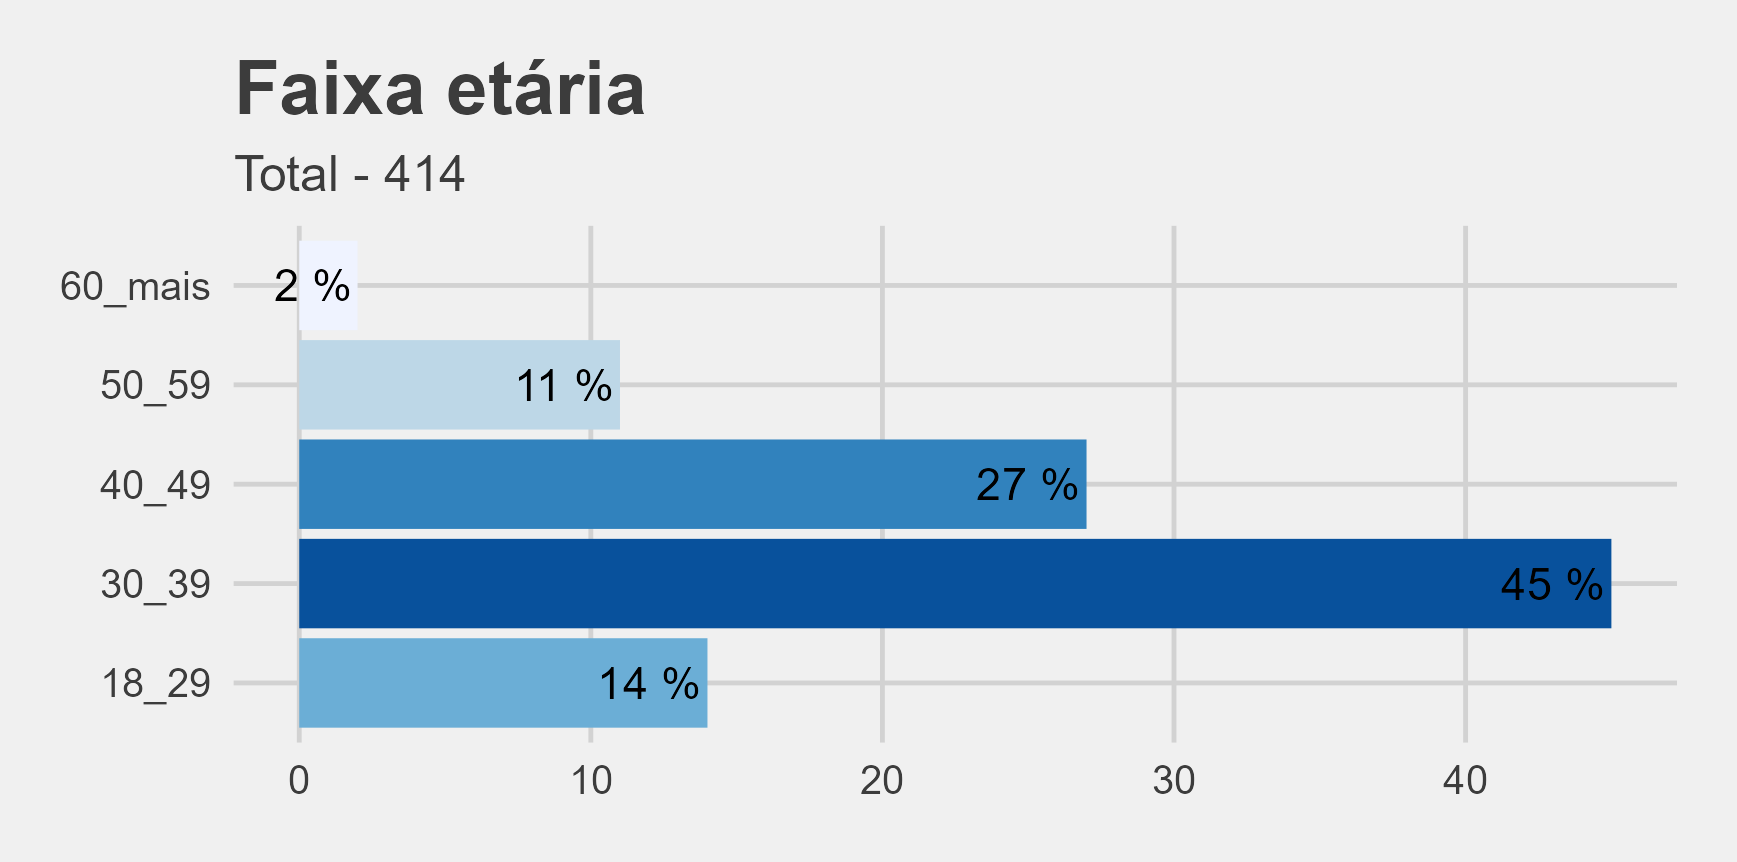 Faixa etária
Total - 414
60_mais 2 %
50_59 11 %
40_49 27 %
30_39 45 %
18_29 14 %
0 10 20 30 40